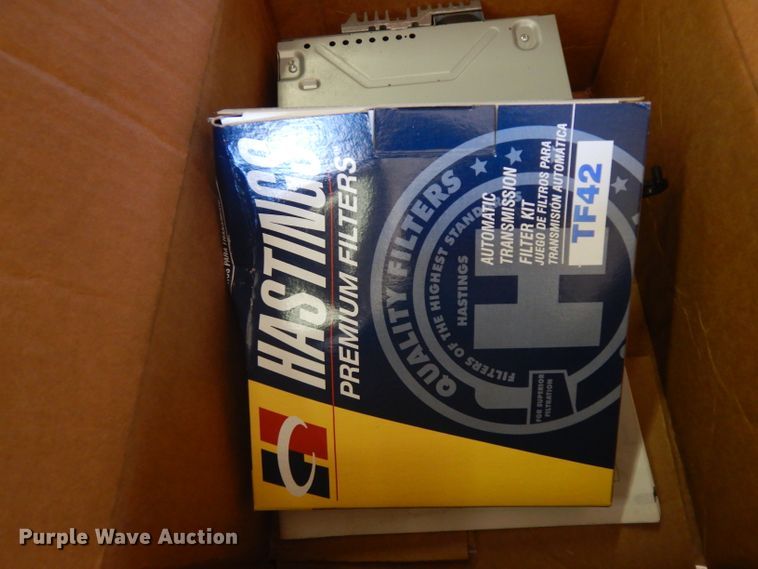 HASTINGS
PREMIUM FILTERS
QUALITY FILTERS
FILTERS OF THE HIGHEST
HASTINGS
AUTOMATIC
TRANSMISSION
FILTER KIT
JUEGO DE FILTROS PARA
TRANSMISIÓN AUTOMÁTICA
TF42
H
FOR SUPERIOR
FILTRATION
Purple Wave Auction